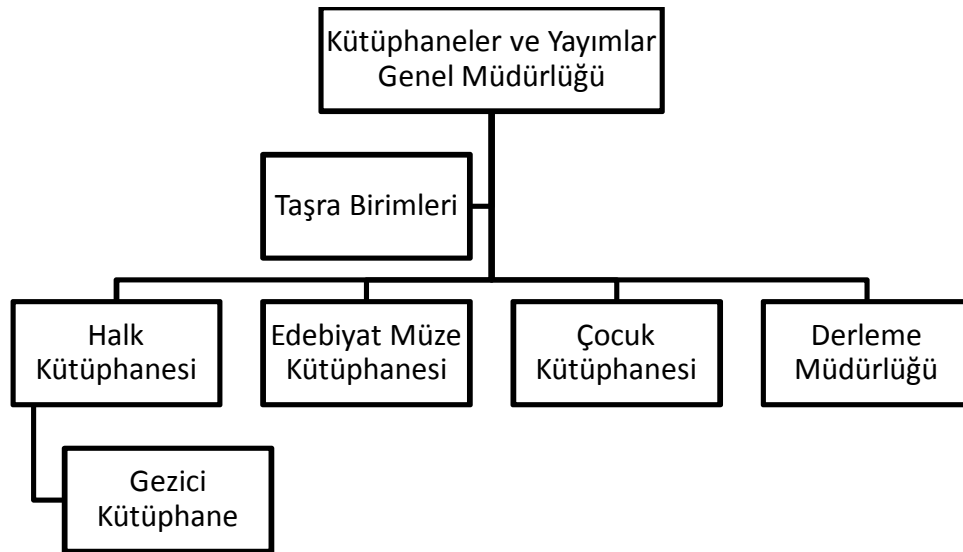 Kütüphaneler ve Yayımlar
Genel Müdürlüğü
Taşra Birimleri
Halk
Kütüphanesi
Edebiyat Müze
Kütüphanesi
Çocuk
Kütüphanesi
Derleme
Müdürlüğü
Gezici
Kütüphane